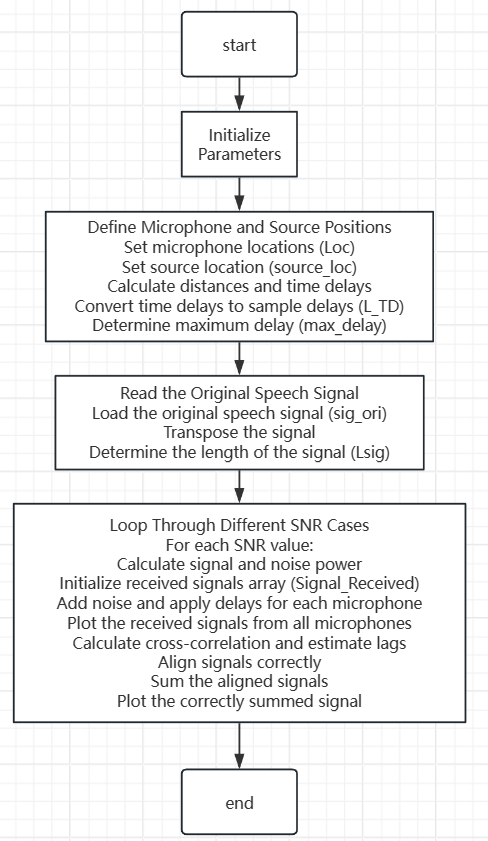 start
Initialize
Parameters
Define Microphone and Source Positions
Set microphone locations (Loc)
Set source location (source_loc)
Calculate distances and time delays
Convert time delays to sample delays (L_TD)
Determine maximum delay (max_delay)
Read the Original Speech Signal
Load the original speech signal (sig_ori)
Transpose the signal
Determine the length of the signal (Lsig)
Loop Through Different SNR Cases
For each SNR value:
Calculate signal and noise power
Initialize received signals array (Signal_Received)
Add noise and apply delays for each microphone
Plot the received signals from all microphones
Calculate cross-correlation and estimate lags
Align signals correctly
Sum the aligned signals
Plot the correctly summed signal
end